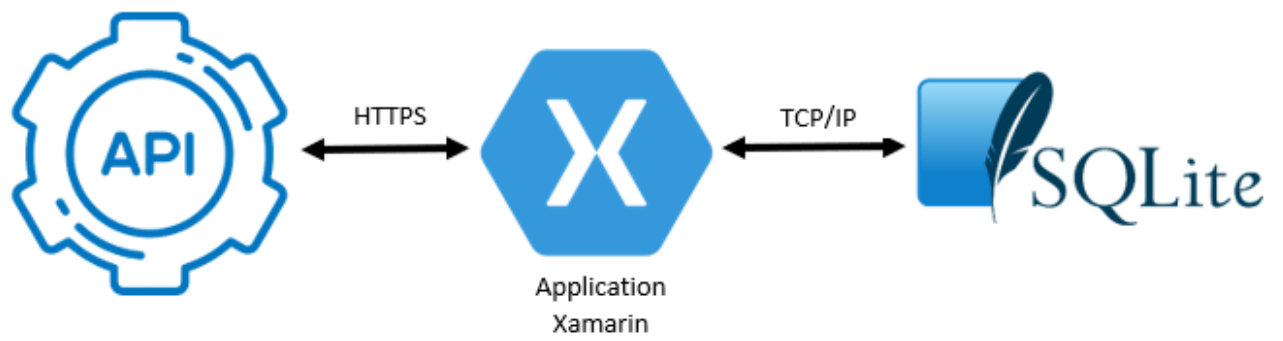 API
HTTPS
X
Application
Xamarin
TCP/IP
SQLite